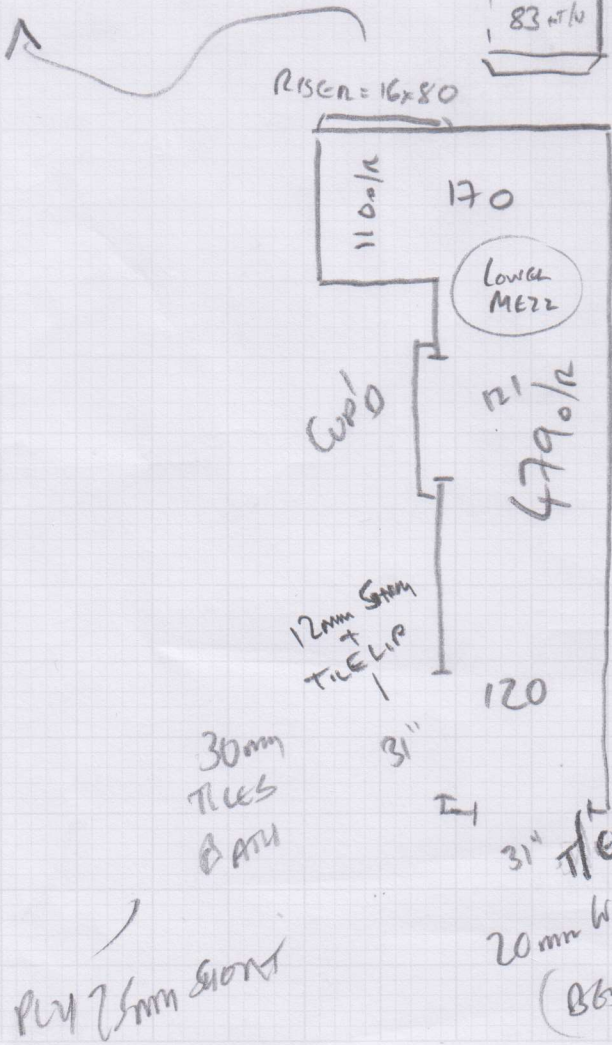 83 T/N
RISER = 16x80
110 o/R
170
LOWER
MEZZ
CUP'D
121
479 o/R
12mm
+
TILE LIP
120
30mm
TILES
BATH
31"
31" T/E
20mm
PLY 25mm SHORT